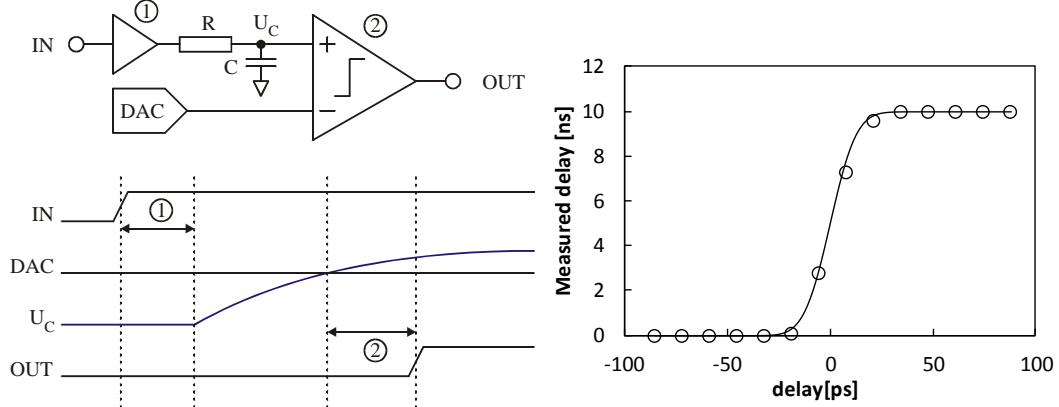 ①
②
IN
R
U_C
C
+
−
DAC
OUT
IN
①
DAC
U_C
②
OUT
Measured delay [ns]
12
10
8
6
4
2
0
-100 -50 0 50 100
delay[ps]